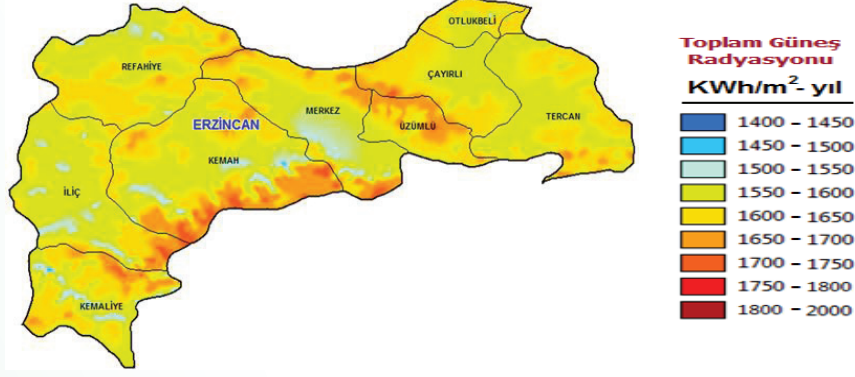 OTLUKBELİ
REFAHİYE
ÇAYIRLI
MERKEZ
ERZİNCAN
ÜZÜMLÜ
TERCAN
KEMAH
İLİÇ
KEMALİYE
Toplam Güneş
Radyasyonu
KWh/m²- yıl
1400 - 1450
1450 - 1500
1500 - 1550
1550 - 1600
1600 - 1650
1650 - 1700
1700 - 1750
1750 - 1800
1800 - 2000